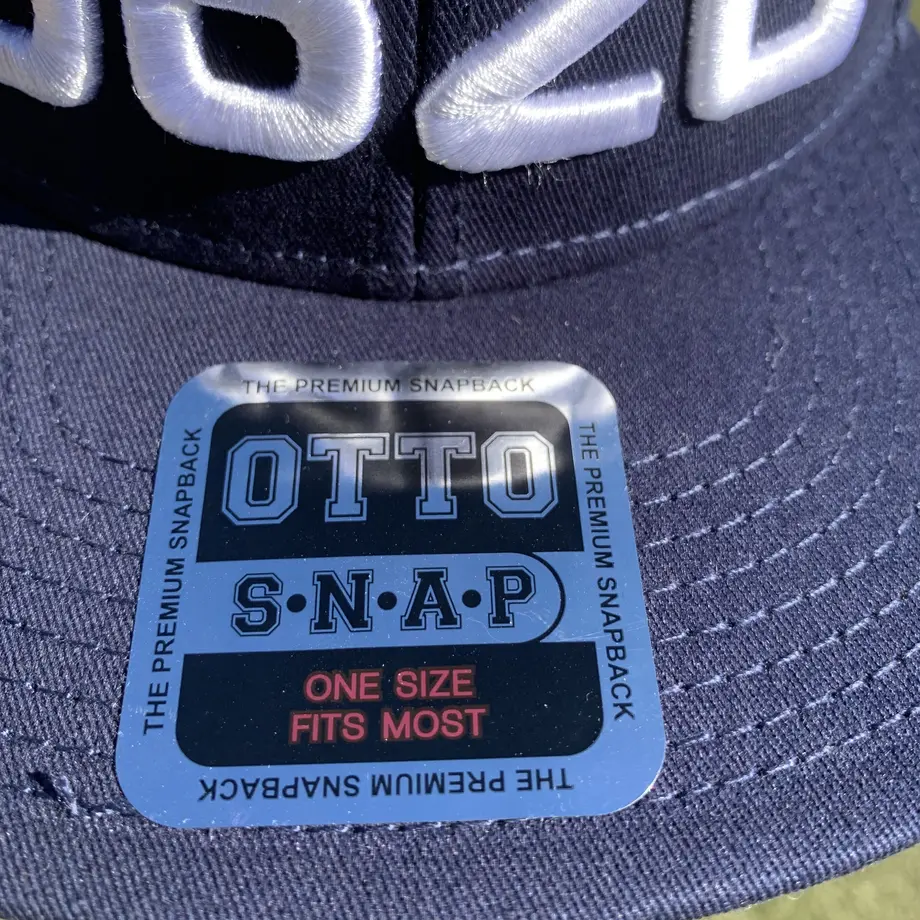 THE PREMIUM SNAPBACK
OTTO
S•N•A•P
ONE SIZE
FITS MOST
THE PREMIUM SNAPBACK
THE PREMIUM SNAPBACK
THE PREMIUM SNAPBACK